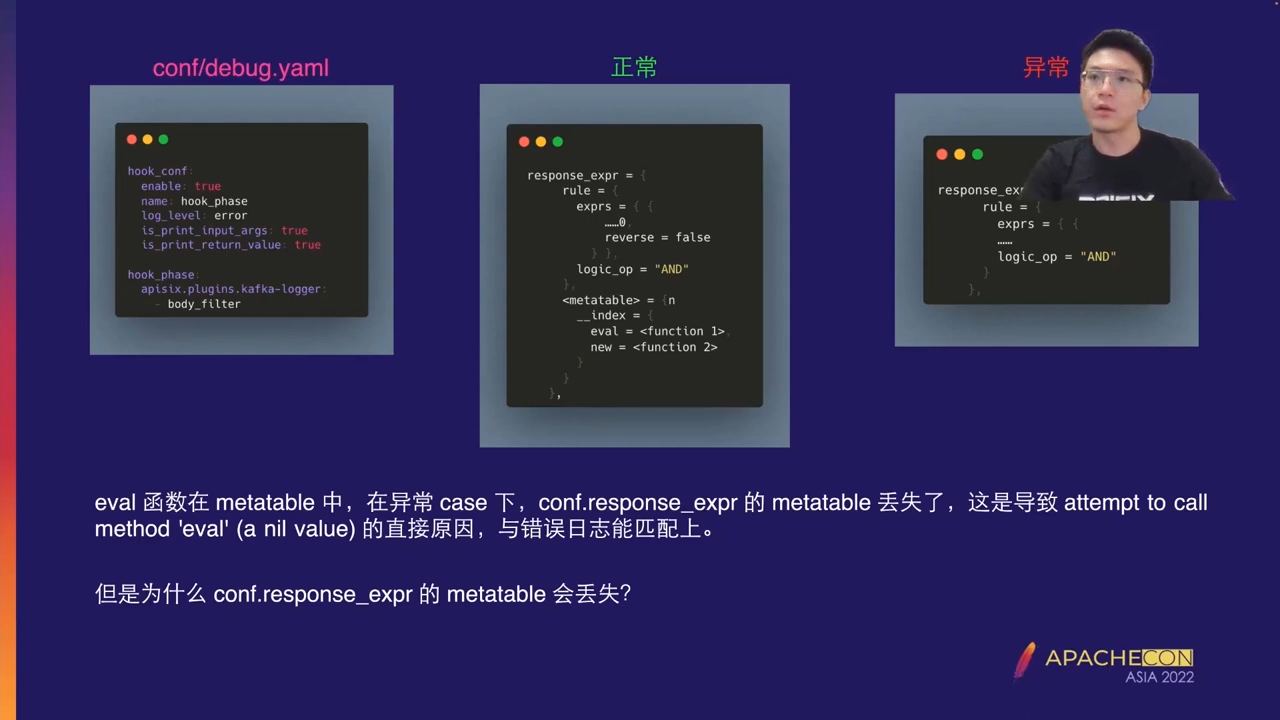 conf/debug.yaml
hook_conf:
enable: true
name: hook_phase
log_level: error
is_print_input_args: true
is_print_return_value: true
hook_phase:
apisix.plugins.kafka-logger:
- body_filter
正常
response_expr = {
rule = {
exprs = { {
……0,
reverse = false
} },
logic_op = "AND"
},
<metatable> = {n
__index = {
eval = <function 1>,
new = <function 2>
}
}
},
异常
rule = {
exprs = { {
……
logic_op = "AND"
}
},
eval 函数在 metatable 中，在异常 case 下，conf.response_expr 的 metatable 丢失了，这是导致 attempt to call
method 'eval' (a nil value) 的直接原因，与错误日志能匹配上。
但是为什么 conf.response_expr 的 metatable 会丢失？
APACHECON
ASIA 2022